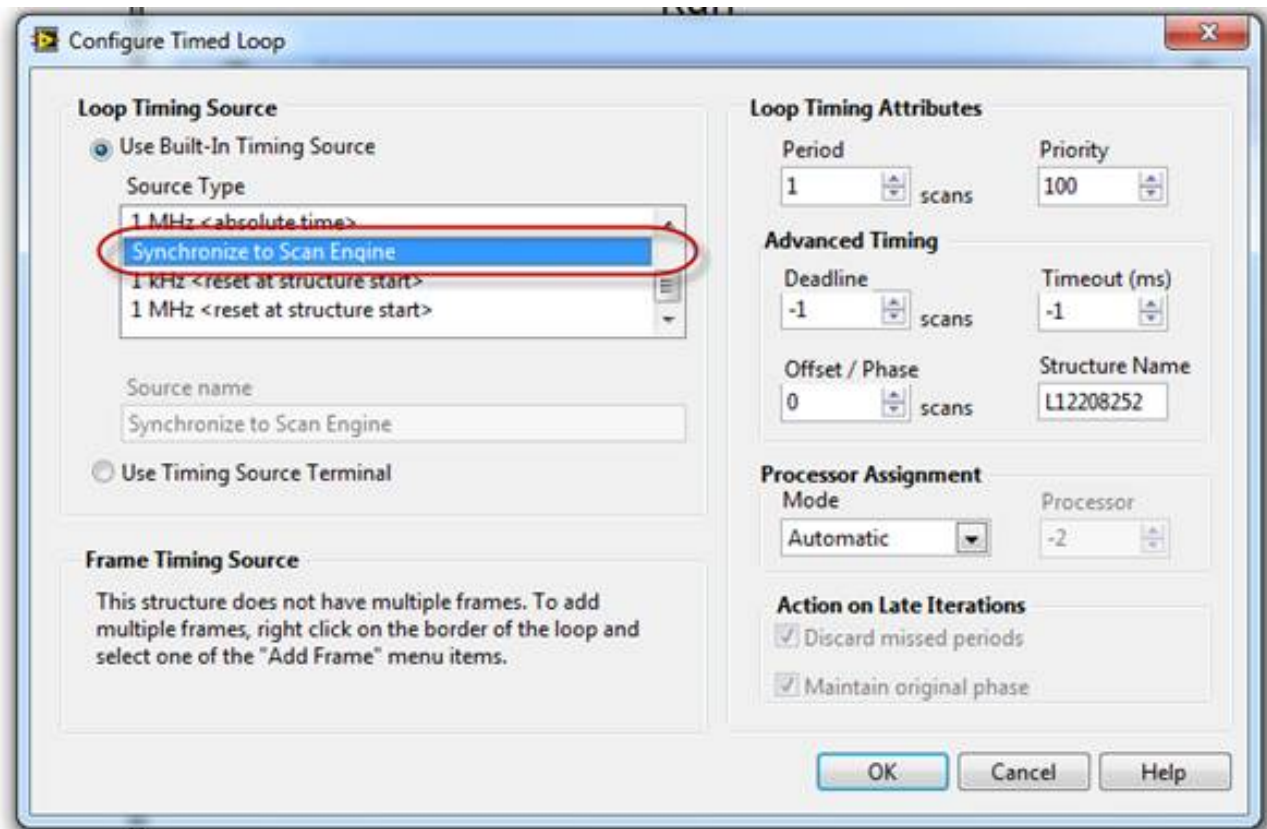 Run
Configure Timed Loop
Loop Timing Source
Use Built-In Timing Source
Source Type
1 MHz <absolute time>
Synchronize to Scan Engine
1 kHz <reset at structure start>
1 MHz <reset at structure start>
Source name
Synchronize to Scan Engine
Use Timing Source Terminal
Frame Timing Source
This structure does not have multiple frames. To add
multiple frames, right click on the border of the loop and
select one of the "Add Frame" menu items.
Loop Timing Attributes
Period Priority
1 scans 100
Advanced Timing
Deadline Timeout (ms)
-1 scans -1
Offset / Phase Structure Name
0 scans L12208252
Processor Assignment
Mode Processor
Automatic -2
Action on Late Iterations
Discard missed periods
Maintain original phase
OK Cancel Help